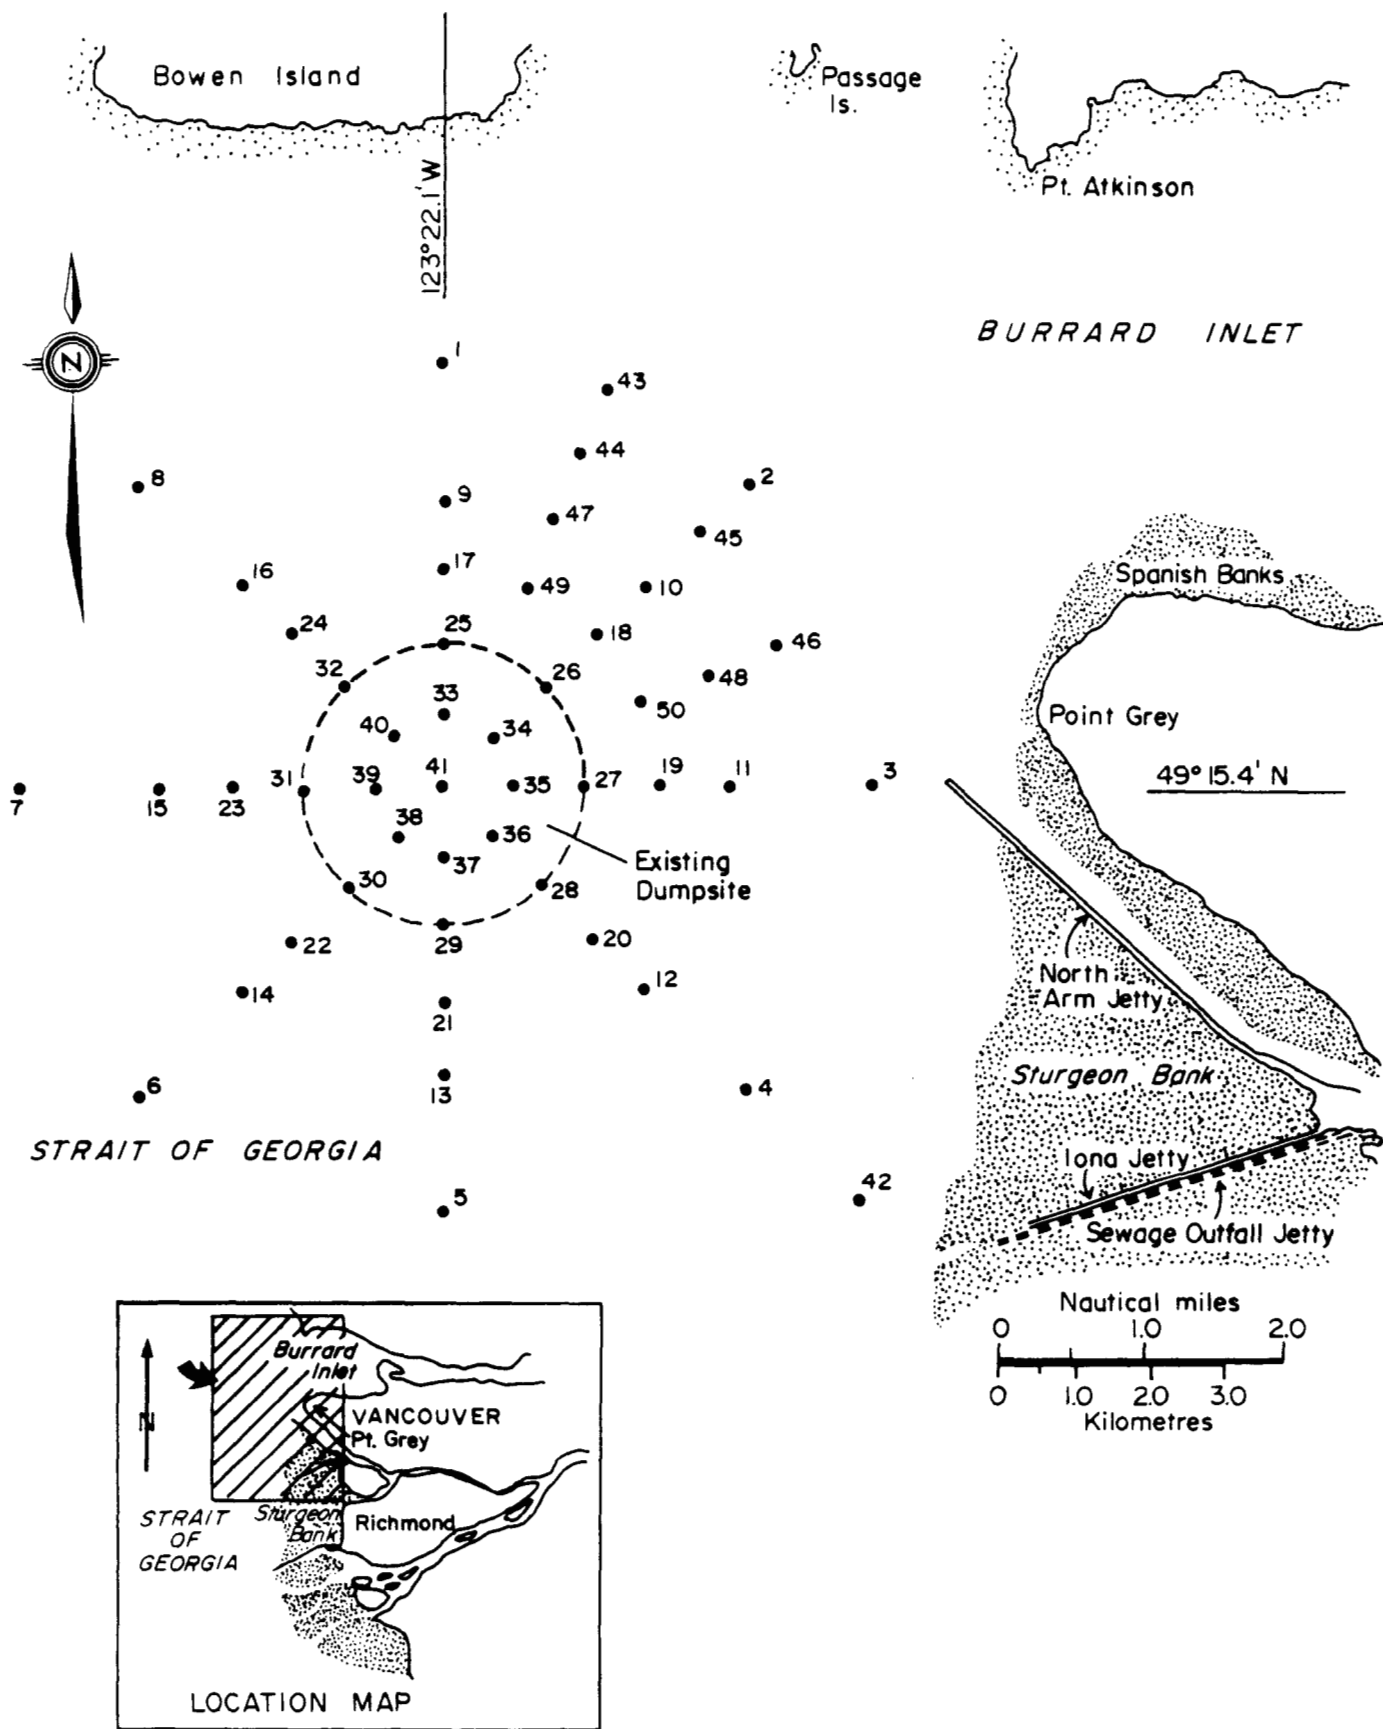 Bowen Island
Passage
Is.
Pt. Atkinson
123°22.1' W
BURRARD INLET
N
1
43
44
8
2
9
47
45
17
16
49
10
Spanish Banks
24
25
18
46
32
26
48
33
50
Point Grey
40
34
31
39
41
35
27
19
11
3
49° 15.4' N
7
15
23
38
36
37
Existing
Dumpsite
30
28
29
22
20
North
Arm Jetty
14
12
21
13
Sturgeon Bank
6
4
STRAIT OF GEORGIA
Iona Jetty
5
42
Sewage Outfall Jetty
Nautical miles
0 1.0 2.0
0 1.0 2.0 3.0
Kilometres
Burrard
Inlet
N
VANCOUVER
Pt. Grey
STRAIT
OF
GEORGIA
Sturgeon
Bank
Richmond
LOCATION MAP